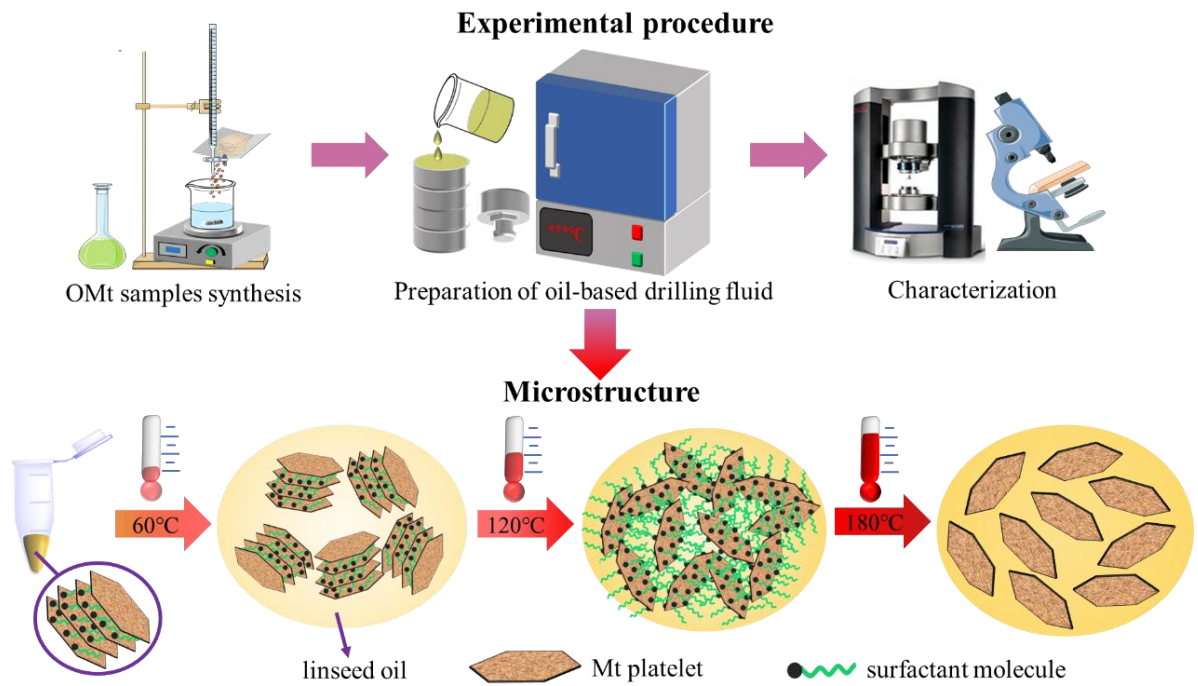 Experimental procedure
***℃
OMt samples synthesis
Preparation of oil-based drilling fluid
Characterization
Microstructure
60℃
120℃
180℃
linseed oil
Mt platelet
surfactant molecule